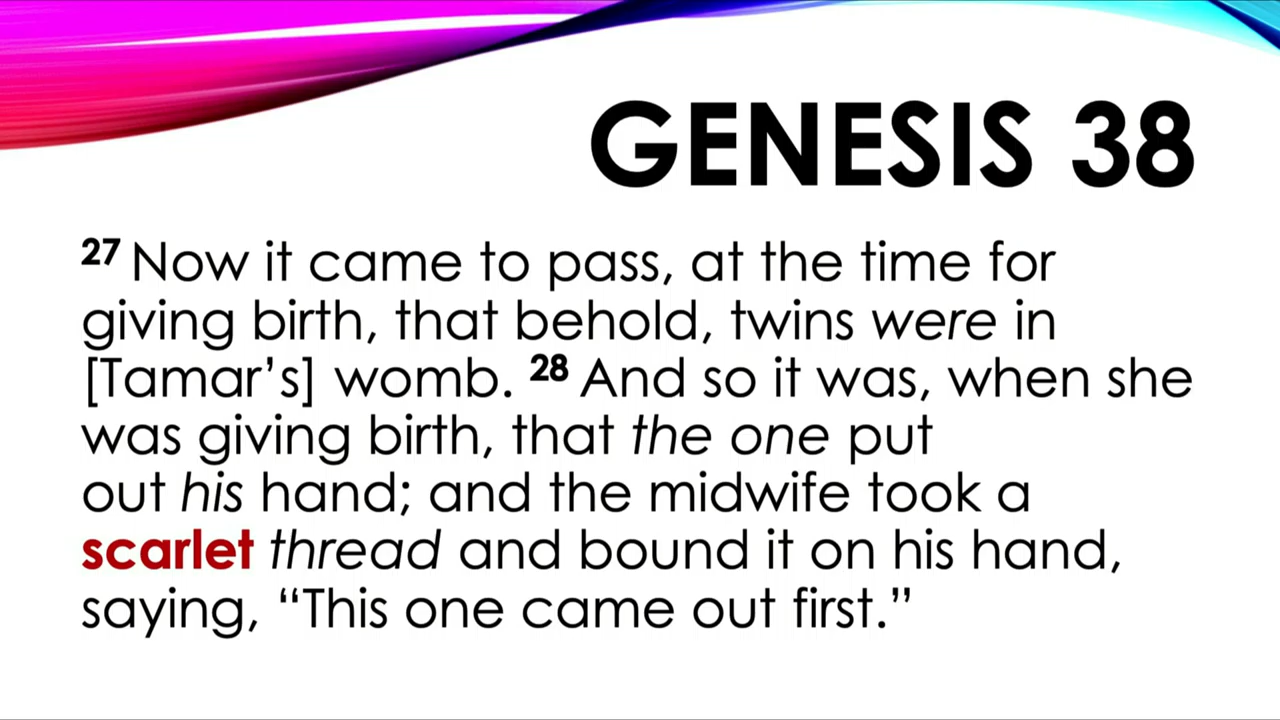 GENESIS 38
27 Now it came to pass, at the time for
giving birth, that behold, twins were in
[Tamar’s] womb. 28 And so it was, when she
was giving birth, that the one put
out his hand; and the midwife took a
scarlet thread and bound it on his hand,
saying, “This one came out first.”